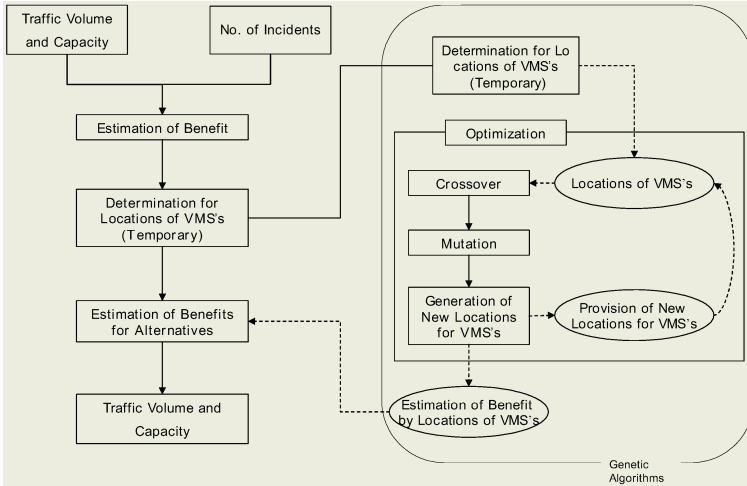 Traffic Volume
and Capacity
No. of Incidents
Estimation of Benefit
Determination for
Locations of VMS's
(Temporary)
Estimation of Benefits
for Alternatives
Traffic Volume and
Capacity
Determination for Lo
cations of VMS's
(Temporary)
Optimization
Crossover
Locations of VMS`s
Mutation
Generation of
New Locations
for VMS's
Provision of New
Locations for VMS`s
Estimation of Benefit
by Locations of VMS`s
Genetic
Algorithms